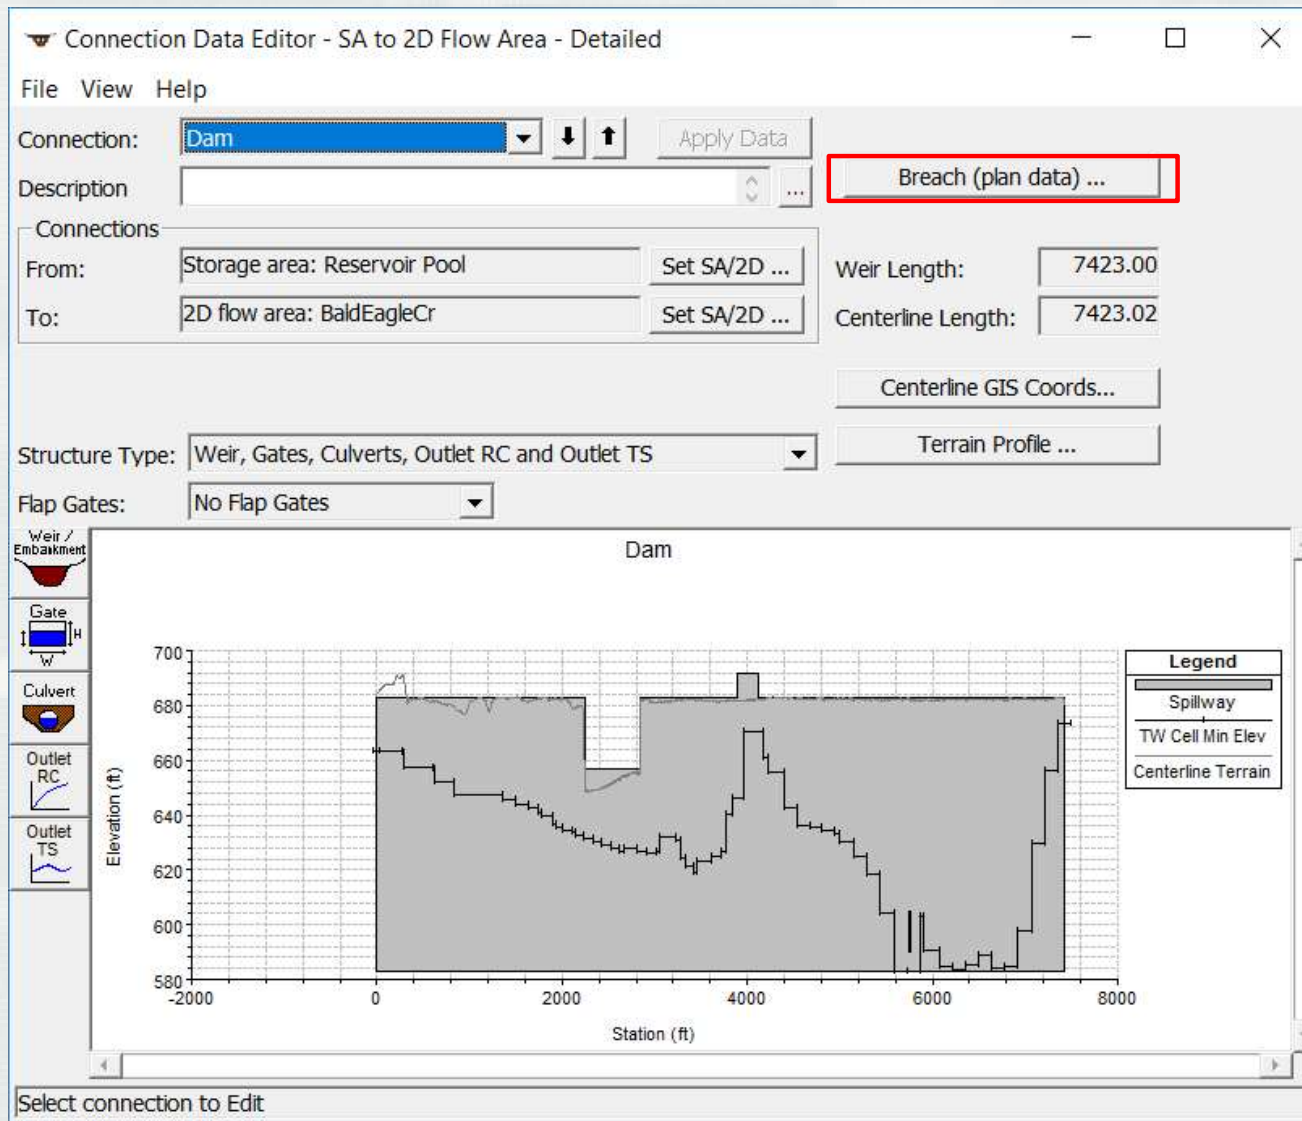 Connection Data Editor - SA to 2D Flow Area - Detailed
File View Help
Connection: Dam Apply Data
Description ... Breach (plan data) ...
Connections
From: Storage area: Reservoir Pool Set SA/2D ... Weir Length: 7423.00
To: 2D flow area: BaldEagleCr Set SA/2D ... Centerline Length: 7423.02
Centerline GIS Coords...
Structure Type: Weir, Gates, Culverts, Outlet RC and Outlet TS Terrain Profile ...
Flap Gates: No Flap Gates
Weir /
Embankment
Gate
H
W
Culvert
Outlet
RC
Outlet
TS
Dam
700
680
660
640
620
600
580
Elevation (ft)
-2000 0 2000 4000 6000 8000
Station (ft)
Legend
Spillway
TW Cell Min Elev
Centerline Terrain
Select connection to Edit